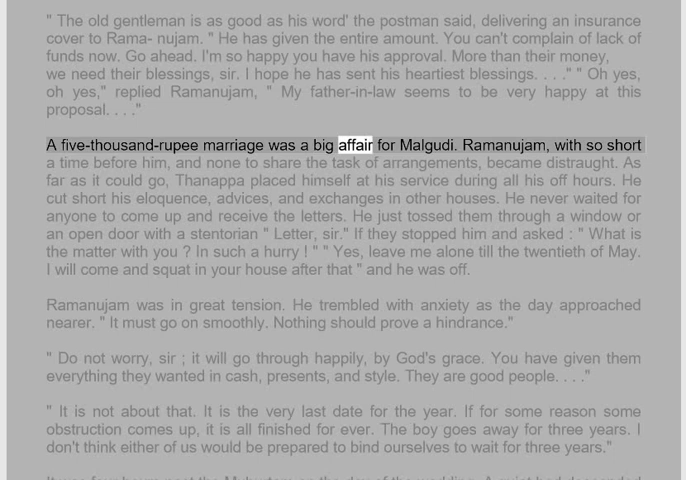 " The old gentleman is as good as his word' the postman said, delivering an insurance
cover to Rama- nujam. " He has given the entire amount. You can't complain of lack of
funds now. Go ahead. I'm so happy you have his approval. More than their money,
we need their blessings, sir. I hope he has sent his heartiest blessings. . . ." " Oh yes,
oh yes," replied Ramanujam, " My father-in-law seems to be very happy at this
proposal. . . ."
A five-thousand-rupee marriage was a big affair for Malgudi. Ramanujam, with so short
a time before him, and none to share the task of arrangements, became distraught. As
far as it could go, Thanappa placed himself at his service during all his off hours. He
cut short his eloquence, advices, and exchanges in other houses. He never waited for
anyone to come up and receive the letters. He just tossed them through a window or
an open door with a stentorian " Letter, sir." If they stopped him and asked : " What is
the matter with you ? In such a hurry ! " " Yes, leave me alone till the twentieth of May.
I will come and squat in your house after that " and he was off.
Ramanujam was in great tension. He trembled with anxiety as the day approached
nearer. " It must go on smoothly. Nothing should prove a hindrance."
" Do not worry, sir ; it will go through happily, by God's grace. You have given them
everything they wanted in cash, presents, and style. They are good people. . . ."
" It is not about that. It is the very last date for the year. If for some reason some
obstruction comes up, it is all finished for ever. The boy goes away for three years. I
don't think either of us would be prepared to bind ourselves to wait for three years."